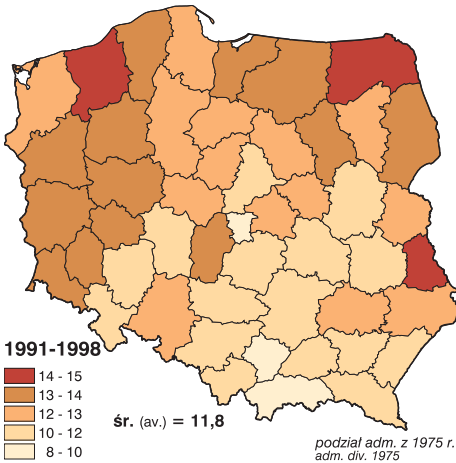 1991-1998
14 - 15
13 - 14
12 - 13
10 - 12
8 - 10
śr. (av.) = 11,8
podział adm. z 1975 r.
adm. div. 1975